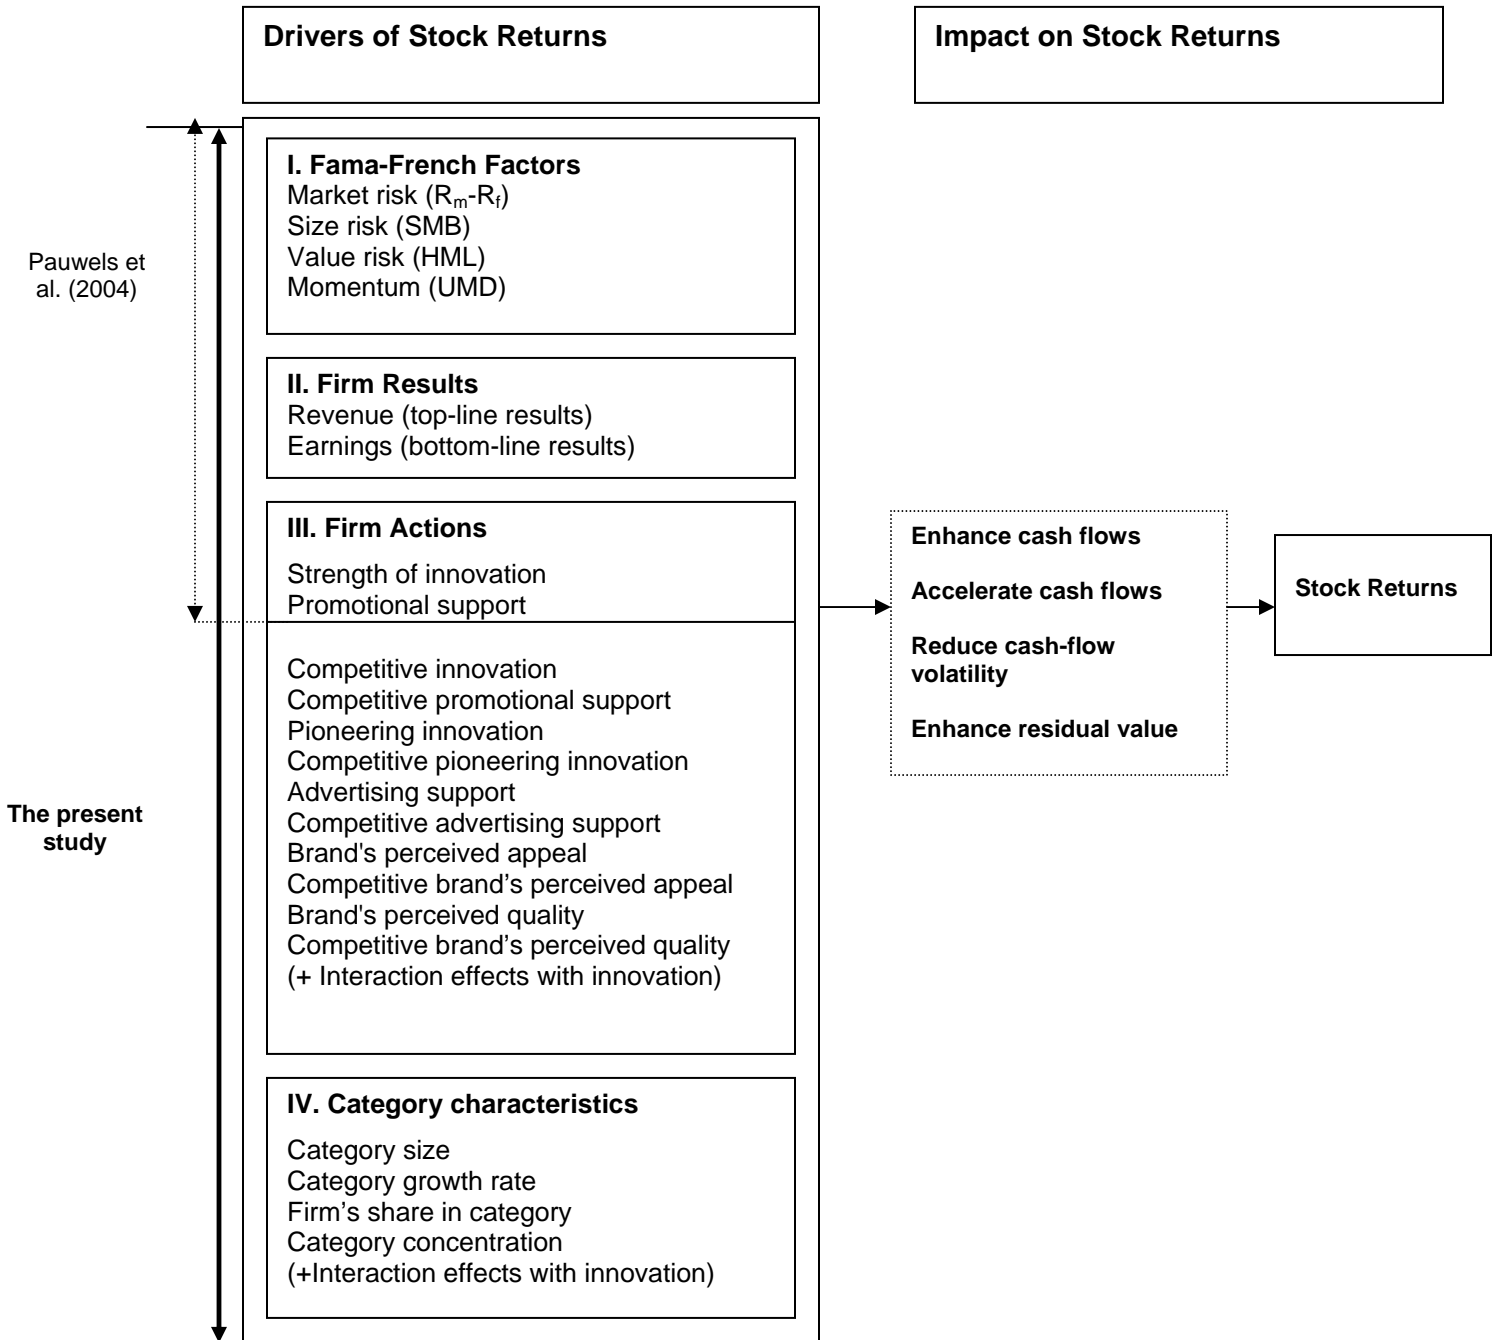 Drivers of Stock Returns
Impact on Stock Returns
Pauwels et
al. (2004)
The present
study
I. Fama-French Factors
Market risk (Rm-Rf)
Size risk (SMB)
Value risk (HML)
Momentum (UMD)
II. Firm Results
Revenue (top-line results)
Earnings (bottom-line results)
III. Firm Actions
Strength of innovation
Promotional support
Competitive innovation
Competitive promotional support
Pioneering innovation
Competitive pioneering innovation
Advertising support
Competitive advertising support
Brand's perceived appeal
Competitive brand’s perceived appeal
Brand's perceived quality
Competitive brand’s perceived quality
(+ Interaction effects with innovation)
IV. Category characteristics
Category size
Category growth rate
Firm’s share in category
Category concentration
(+Interaction effects with innovation)
Enhance cash flows
Accelerate cash flows
Reduce cash-flow
volatility
Enhance residual value
Stock Returns